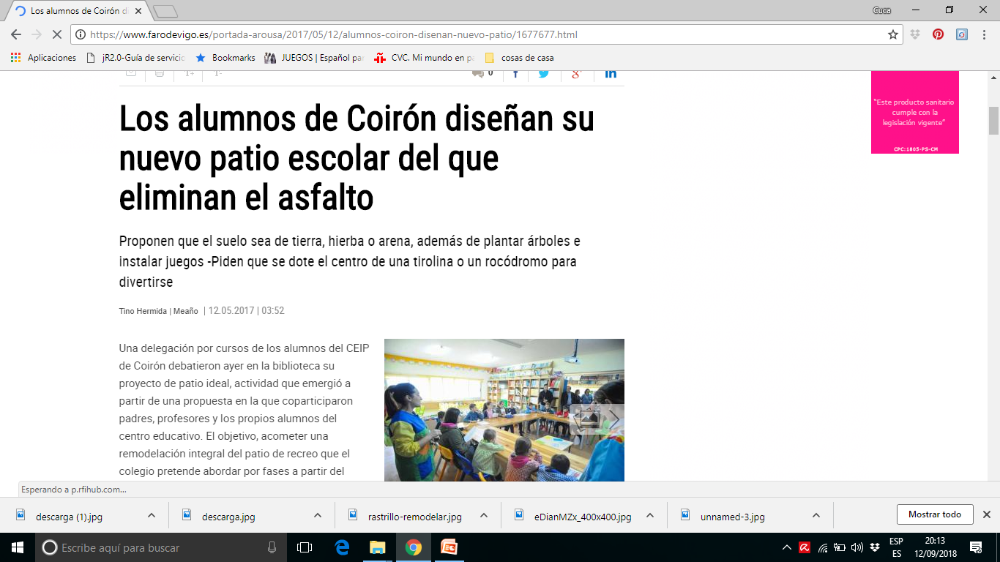 Los alumnos de Coirón di
Cuca
https://www.farodevigo.es/portada-arousa/2017/05/12/alumnos-coiron-disenan-nuevo-patio/1677677.html
Aplicaciones jR2.0-Guía de servicio Bookmarks JUEGOS | Español pa CVC. Mi mundo en pa cosas de casa
T+ T- 0 f g+ in
Los alumnos de Coirón diseñan su
nuevo patio escolar del que
eliminan el asfalto
Proponen que el suelo sea de tierra, hierba o arena, además de plantar árboles e
instalar juegos -Piden que se dote el centro de una tirolina o un rocódromo para
divertirse
Tino Hermida | Meaño | 12.05.2017 | 03:52
Una delegación por cursos de los alumnos del CEIP
de Coirón debatieron ayer en la biblioteca su
proyecto de patio ideal, actividad que emergió a
partir de una propuesta en la que coparticiparon
padres, profesores y los propios alumnos del
centro educativo. El objetivo, acometer una
remodelación integral del patio de recreo que el
colegio pretende abordar por fases a partir del
"Este producto sanitario
cumple con la
legislación vigente"
CPC:1805-PS-CM
Esperando a p.rfihub.com...
descarga (1).jpg descarga.jpg rastrillo-remodelar.jpg eDianMZx_400x400.jpg unnamed-3.jpg Mostrar todo
Escribe aquí para buscar
ESP
ES
20:13
12/09/2018